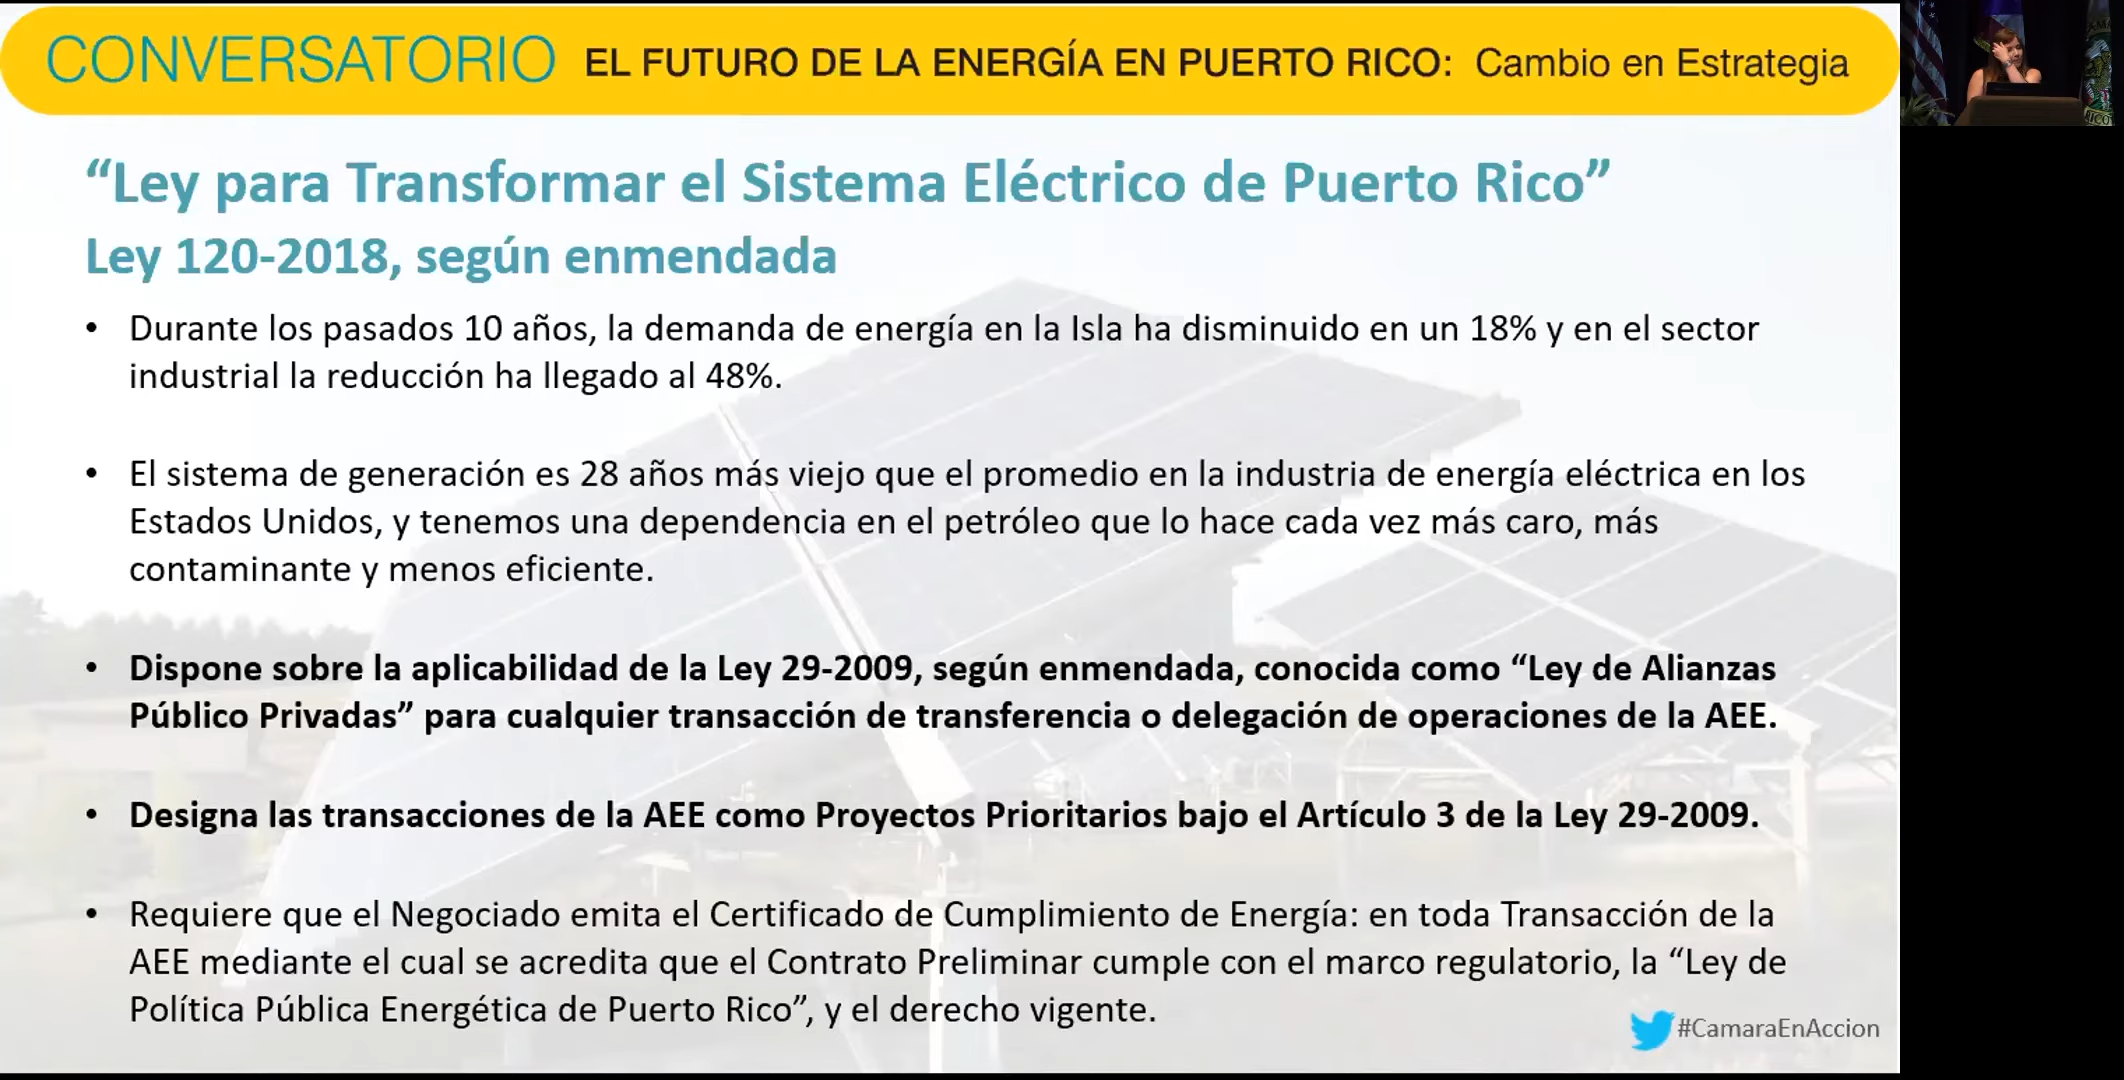 CONVERSATORIO EL FUTURO DE LA ENERGÍA EN PUERTO RICO: Cambio en Estrategia
“Ley para Transformar el Sistema Eléctrico de Puerto Rico”
Ley 120-2018, según enmendada
• Durante los pasados 10 años, la demanda de energía en la Isla ha disminuido en un 18% y en el sector
industrial la reducción ha llegado al 48%.
• El sistema de generación es 28 años más viejo que el promedio en la industria de energía eléctrica en los
Estados Unidos, y tenemos una dependencia en el petróleo que lo hace cada vez más caro, más
contaminante y menos eficiente.
• Dispone sobre la aplicabilidad de la Ley 29-2009, según enmendada, conocida como “Ley de Alianzas
Público Privadas” para cualquier transacción de transferencia o delegación de operaciones de la AEE.
• Designa las transacciones de la AEE como Proyectos Prioritarios bajo el Artículo 3 de la Ley 29-2009.
• Requiere que el Negociado emita el Certificado de Cumplimiento de Energía: en toda Transacción de la
AEE mediante el cual se acredita que el Contrato Preliminar cumple con el marco regulatorio, la “Ley de
Política Pública Energética de Puerto Rico”, y el derecho vigente.
#CamaraEnAccion